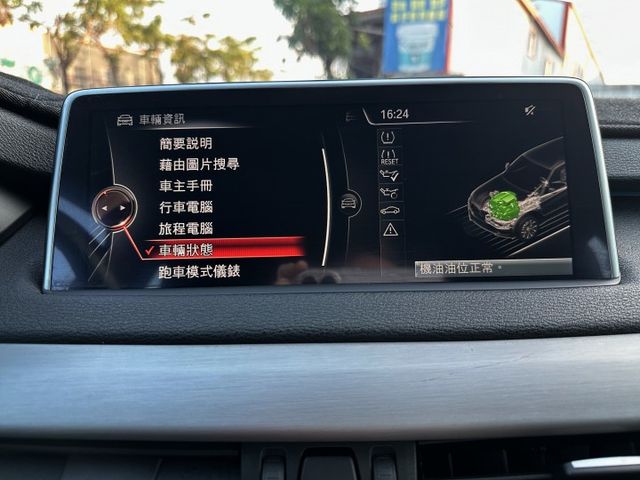 車輛資訊
16:24
簡要説明
藉由圖片搜尋
車主手冊
行車電腦
旅程電腦
車輛狀態
跑車模式儀錶
RESET
機油油位正常。